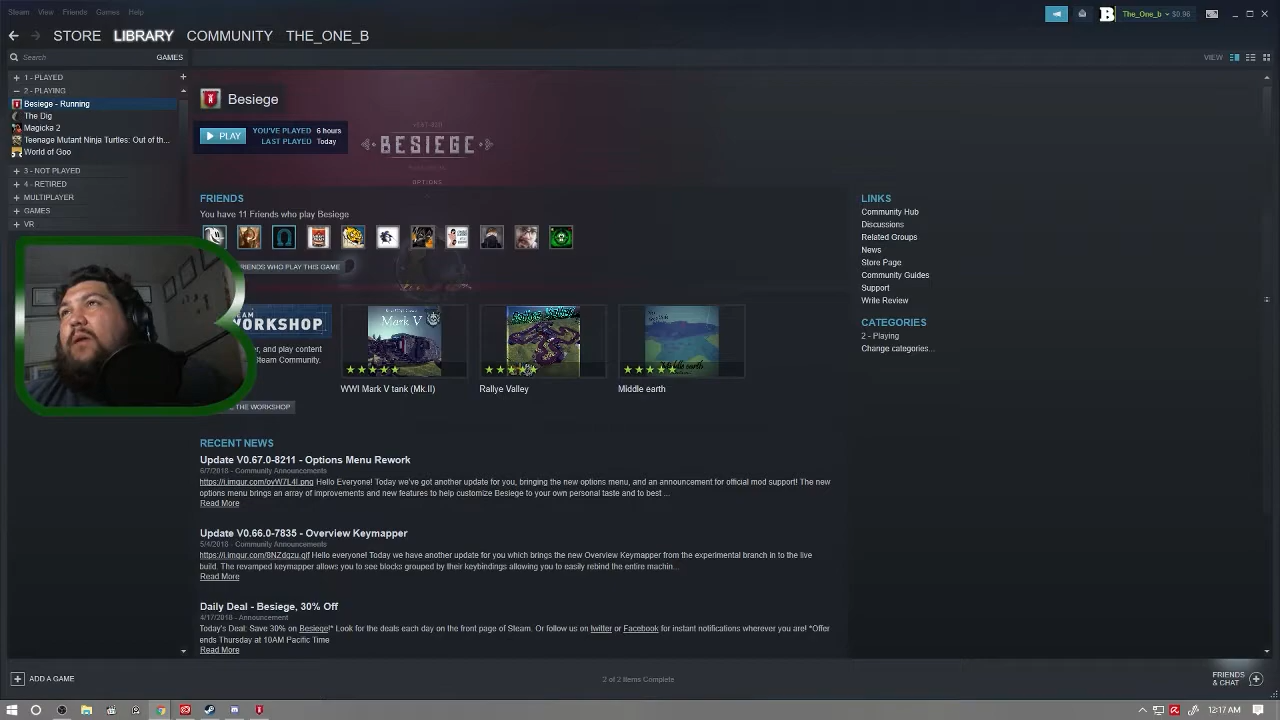 Steam View Friends Games Help
The_One_b $0.96
STORE LIBRARY COMMUNITY THE_ONE_B
Search GAMES
VIEW
1 - PLAYED
2 - PLAYING
Besiege - Running
The Dig
Magicka 2
Teenage Mutant Ninja Turtles: Out of th...
World of Goo
3 - NOT PLAYED
4 - RETIRED
MULTIPLAYER
GAMES
VR
Besiege
PLAY
YOU'VE PLAYED 6 hours
LAST PLAYED Today
BESIEGE
OPTIONS
FRIENDS
You have 11 Friends who play Besiege
FRIENDS WHO PLAY THIS GAME
WORKSHOP
, and play content
Steam Community.
THE WORKSHOP
Mark V
WWI Mark V tank (Mk.II)
Rallye Valley
Middle earth
LINKS
Community Hub
Discussions
Related Groups
News
Store Page
Community Guides
Support
Write Review
CATEGORIES
2 - Playing
Change categories...
RECENT NEWS
Update V0.67.0-8211 - Options Menu Rework
6/7/2018 - Community Announcements
https://i.imgur.com/oyW7L4I.png Hello Everyone! Today we've got another update for you, bringing the new options menu, and an announcement for official mod support! The new
options menu brings an array of improvements and new features to help customize Besiege to your own personal taste and to best ...
Read More
Update V0.66.0-7835 - Overview Keymapper
5/4/2018 - Community Announcements
https://i.imgur.com/8NZdqzu.gif Hello everyone! Today we have another update for you which brings the new Overview Keymapper from the experimental branch in to the live
build. The revamped keymapper allows you to see blocks grouped by their keybindings allowing you to easily rebind the entire machin...
Read More
Daily Deal - Besiege, 30% Off
4/17/2018 - Announcement
Today's Deal: Save 30% on Besiege!* Look for the deals each day on the front page of Steam. Or follow us on twitter or Facebook for instant notifications wherever you are! *Offer
ends Thursday at 10AM Pacific Time
Read More
ADD A GAME
2 of 2 Items Complete
FRIENDS
& CHAT
12:17 AM